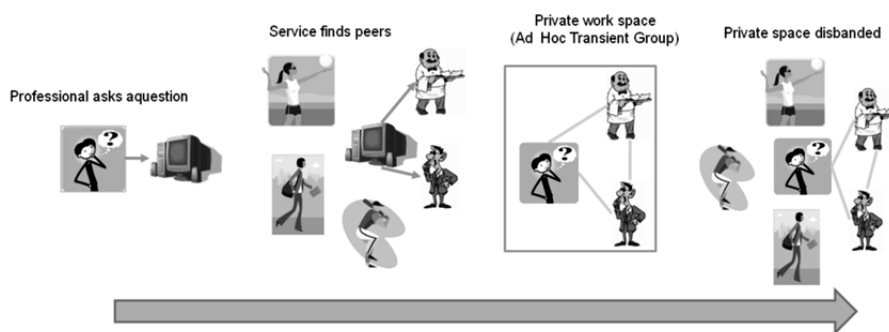 Professional asks aquestion
Service finds peers
Private work space
(Ad Hoc Transient Group)
Private space disbanded
?
?
?